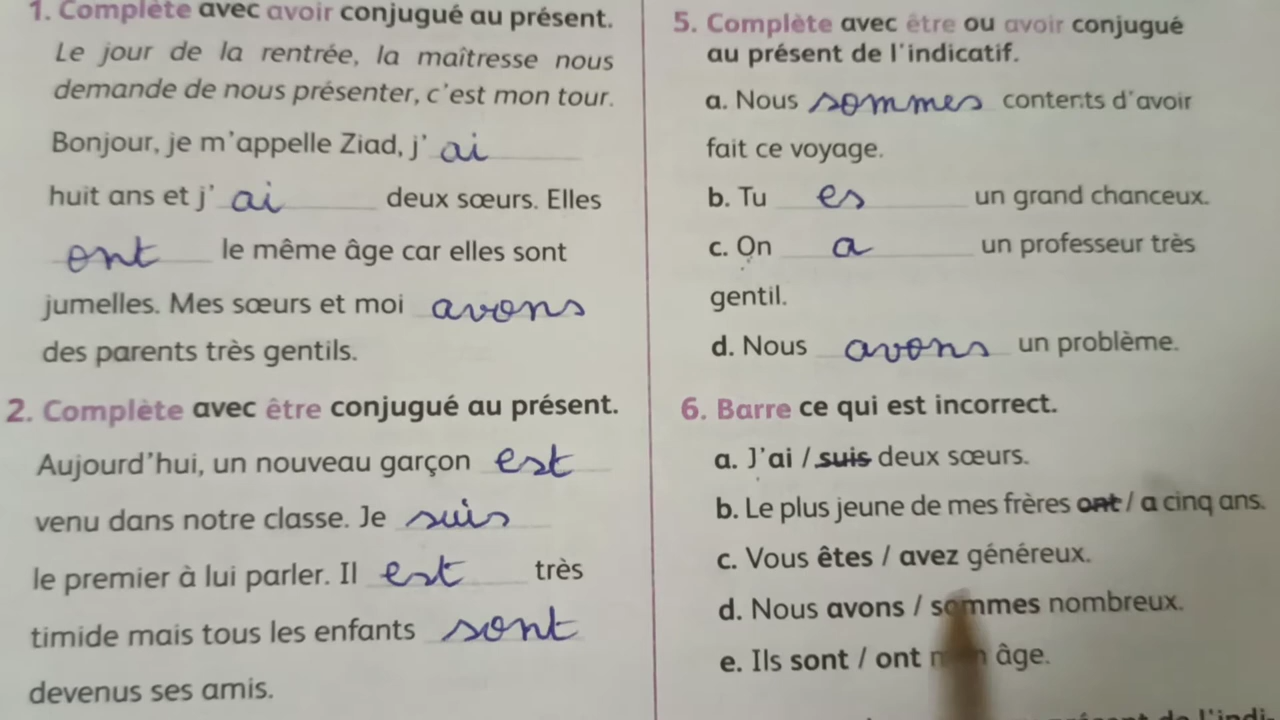 1. Complète avec avoir conjugué au présent.
Le jour de la rentrée, la maîtresse nous
demande de nous présenter, c'est mon tour.
Bonjour, je m'appelle Ziad, j' ai
huit ans et j' ai deux sœurs. Elles
ont le même âge car elles sont
jumelles. Mes sœurs et moi avons
des parents très gentils.
2. Complète avec être conjugué au présent.
Aujourd'hui, un nouveau garçon est
venu dans notre classe. Je suis
le premier à lui parler. Il est très
timide mais tous les enfants sont
devenus ses amis.
5. Complète avec être ou avoir conjugué
au présent de l'indicatif.
a. Nous sommes contents d'avoir
fait ce voyage.
b. Tu es un grand chanceux.
c. On a un professeur très
gentil.
d. Nous avons un problème.
6. Barre ce qui est incorrect.
a. J'ai / suis deux sœurs.
b. Le plus jeune de mes frères ont / a cinq ans.
c. Vous êtes / avez généreux.
d. Nous avons / sommes nombreux.
e. Ils sont / ont âge.